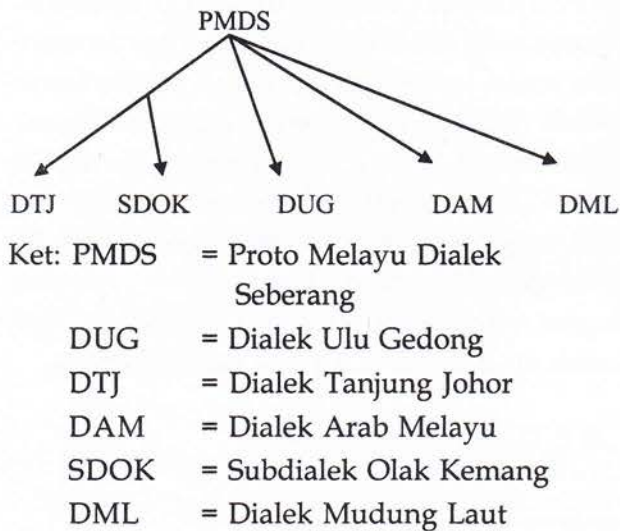 PMDS
DTJ SDOK DUG DAM DML
Ket: PMDS = Proto Melayu Dialek
Seberang
DUG = Dialek Ulu Gedong
DTJ = Dialek Tanjung Johor
DAM = Dialek Arab Melayu
SDOK = Subdialek Olak Kemang
DML = Dialek Mudung Laut